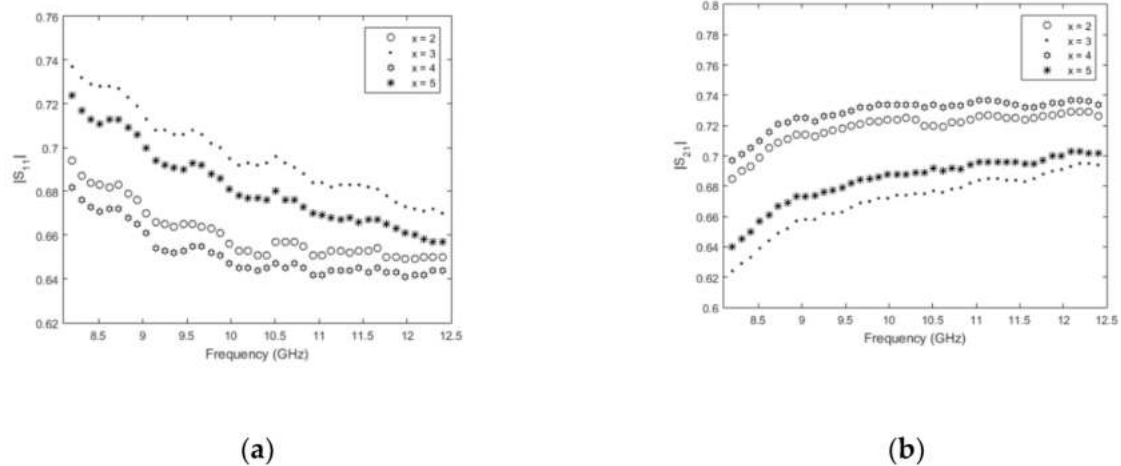 0.76
0.74
0.72
0.7
0.68
0.66
0.64
0.62
|S11|
8.5 9 9.5 10 10.5 11 11.5 12 12.5
Frequency (GHz)
x = 2
x = 3
x = 4
x = 5
(a)
0.8
0.78
0.76
0.74
0.72
0.7
0.68
0.66
0.64
0.62
0.6
|S21|
8.5 9 9.5 10 10.5 11 11.5 12 12.5
Frequency (GHz)
x = 2
x = 3
x = 4
x = 5
(b)